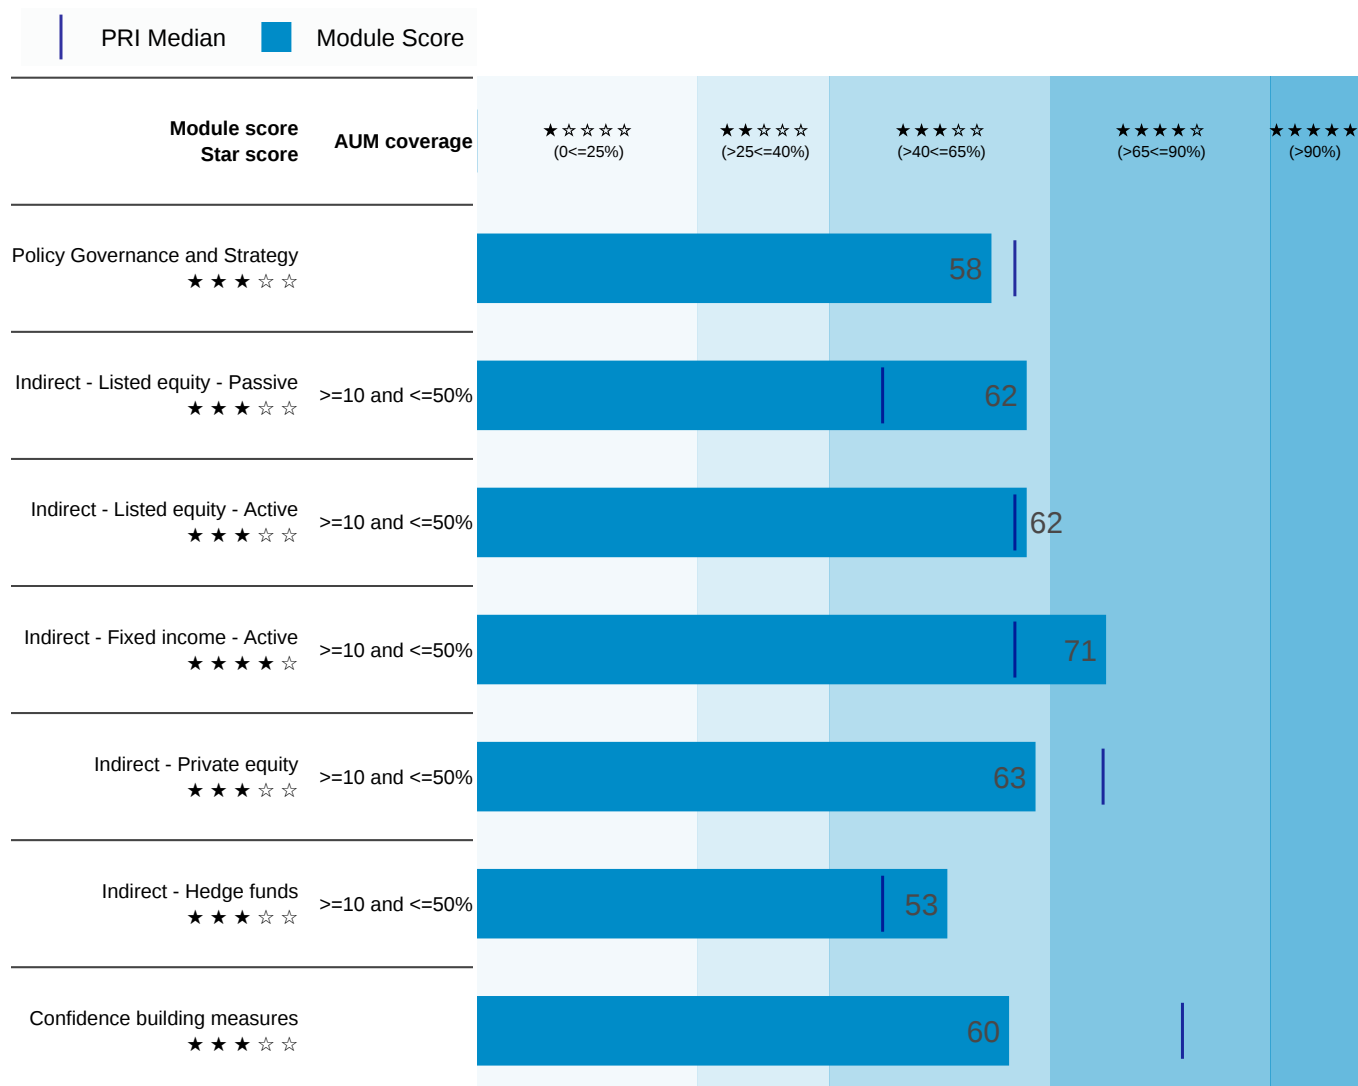 PRI Median Module Score
Module score
Star score
AUM coverage
★☆☆☆☆ ★★☆☆☆ ★★★☆☆ ★★★★☆ ★★★★★
(0<=25%) (>25<=40%) (>40<=65%) (>65<=90%) (>90%)
Policy Governance and Strategy
★★★☆☆
58
Indirect - Listed equity - Passive
★★★☆☆
>=10 and <=50%
62
Indirect - Listed equity - Active
★★★☆☆
>=10 and <=50%
62
Indirect - Fixed income - Active
★★★★☆
>=10 and <=50%
71
Indirect - Private equity
★★★☆☆
>=10 and <=50%
63
Indirect - Hedge funds
★★★☆☆
>=10 and <=50%
53
Confidence building measures
★★★☆☆
60